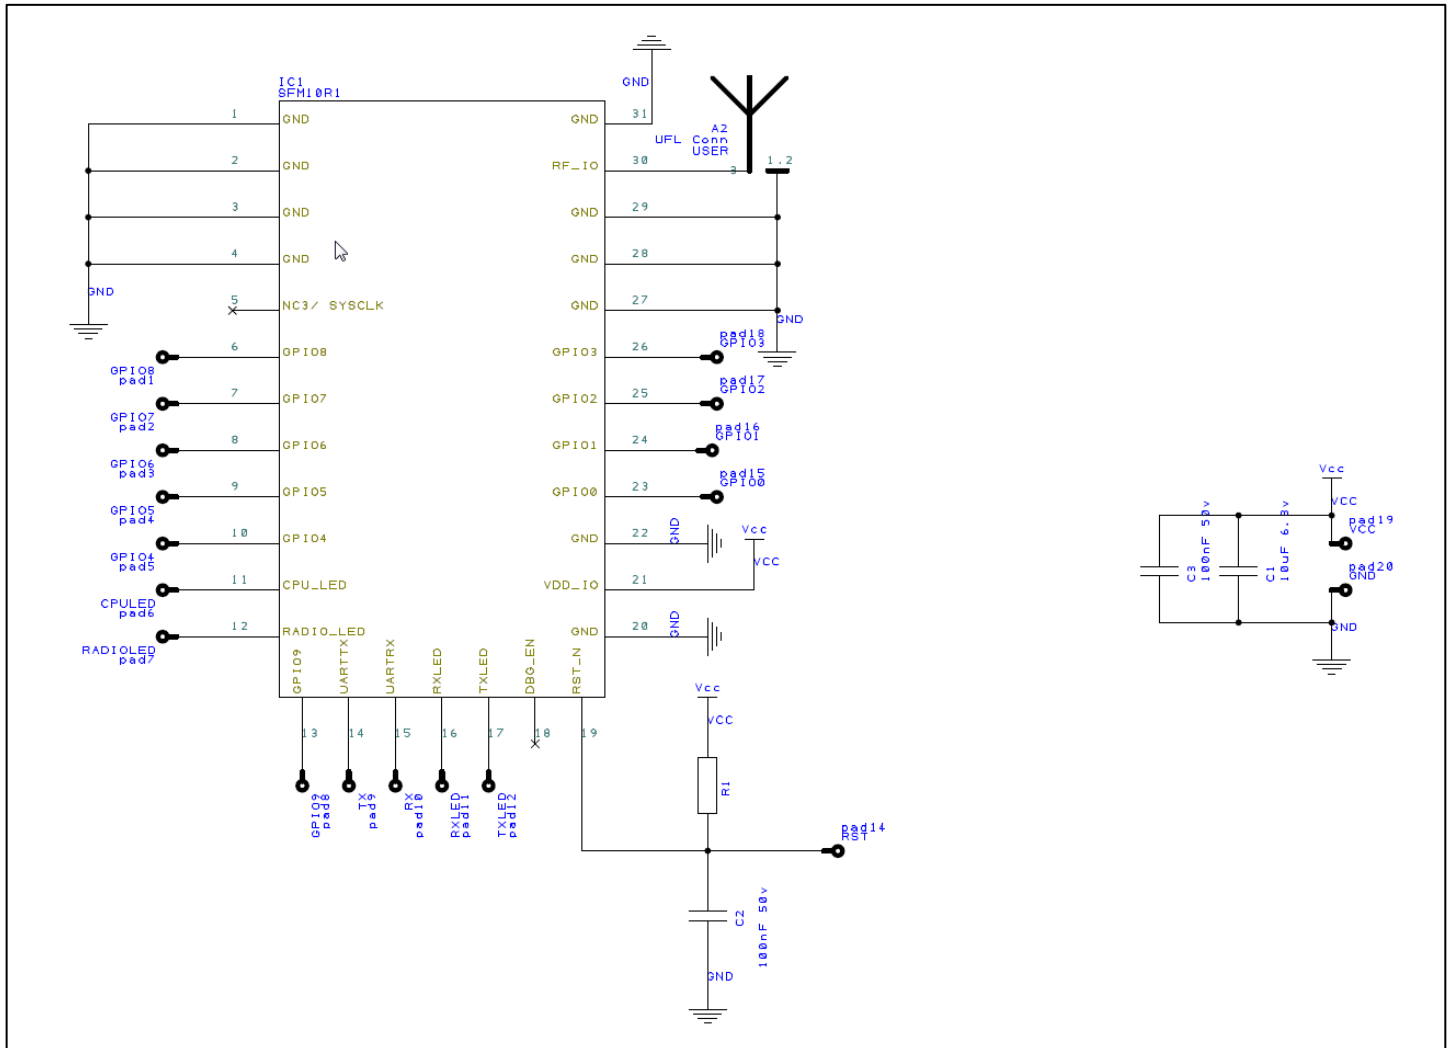 IC1
SFM10R1
1 GND
2 GND
3 GND
4 GND
GND
5 NC3/ SYSCLK
6 GPIO8
GPIO8
pad1
7 GPIO7
GPIO7
pad2
8 GPIO6
GPIO6
pad3
9 GPIO5
GPIO5
pad4
10 GPIO4
GPIO4
pad5
11 CPU_LED
CPULED
pad6
12 RADIO_LED
RADIOLED
pad7
GPIO9
UARTTX
UARTRX
RXLED
TXLED
DBG_EN
RST_N
13
14
15
16
17
18
19
GPIO9
pad8
TX
pad9
RX
pad10
RXLED
pad11
TXLED
pad12
GND
GND 31
A2
UFL Conn
USER
RF_IO 30
3
1.2
GND 29
GND 28
GND 27
GND
GPIO3 26
pad18
GPIO3
GPIO2 25
pad17
GPIO2
GPIO1 24
pad16
GPIO1
GPIO0 23
pad15
GPIO0
GND 22
GND
Vcc
VCC
VDD_IO 21
GND 20
GND
Vcc
VCC
R1
pad14
RST
C2
100nF 50v
GND
Vcc
VCC
pad19
VCC
pad20
GND
GND
C3
100nF 50v
C1
10uF 6.3v